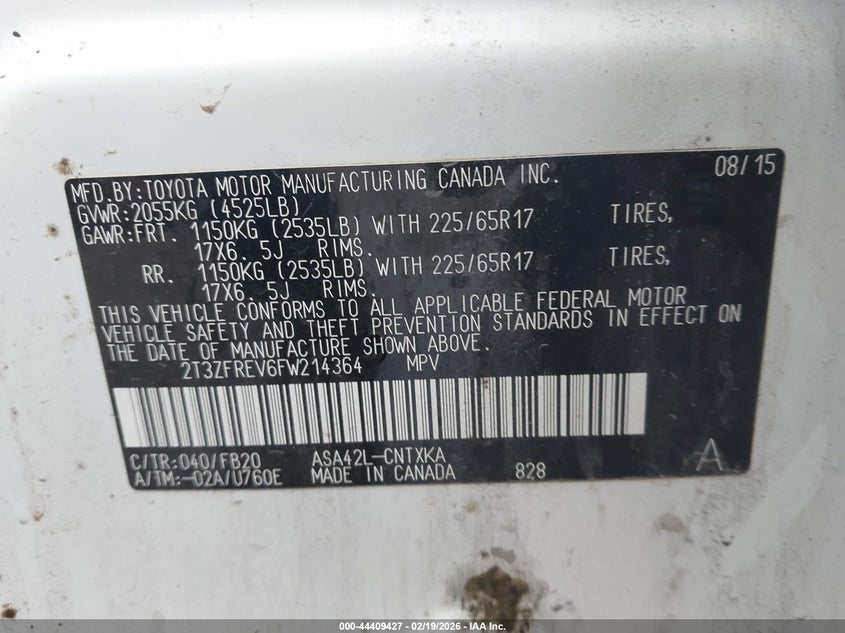 MFD.BY:TOYOTA MOTOR MANUFACTURING CANADA INC. 08/15
GVWR:2055KG (4525LB)
GAWR:FRT. 1150KG (2535LB) WITH 225/65R17 TIRES,
17X6. 5J RIMS.
RR. 1150KG (2535LB) WITH 225/65R17 TIRES,
17X6. 5J RIMS.
THIS VEHICLE CONFORMS TO ALL APPLICABLE FEDERAL MOTOR
VEHICLE SAFETY AND THEFT PREVENTION STANDARDS IN EFFECT ON
THE DATE OF MANUFACTURE SHOWN ABOVE.
2T3ZFREV6FW214364 MPV
C/TR:040/FB20 ASA42L-CNTXKA A
A/TM:-02A/U760E MADE IN CANADA 828
000-44409427 - 02/19/2026 - IAA Inc.